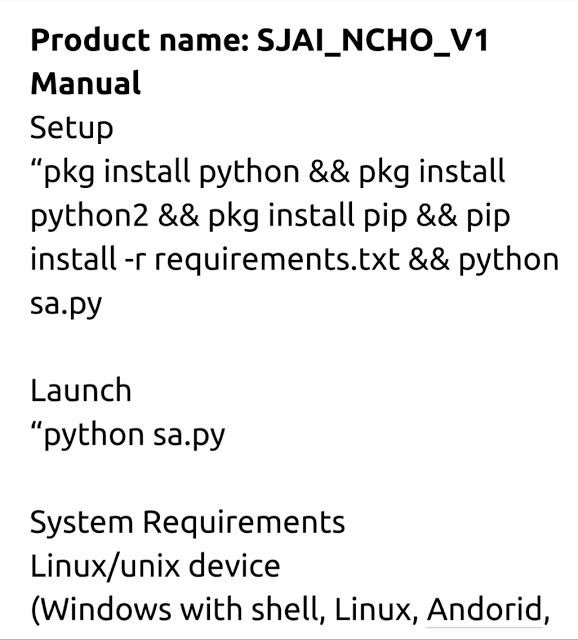 Product name: SJAI_NCHO_V1
Manual
Setup
“pkg install python && pkg install
python2 && pkg install pip && pip
install -r requirements.txt && python
sa.py
Launch
“python sa.py
System Requirements
Linux/unix device
(Windows with shell, Linux, Andorid,